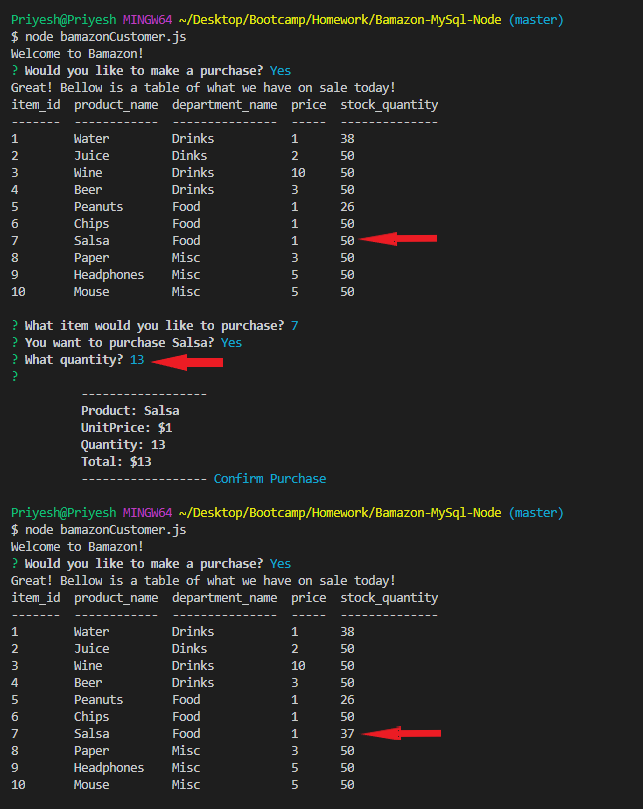 Priyesh@Priyesh MINGW64 ~/Desktop/Bootcamp/Homework/Bamazon-MySql-Node (master)
$ node bamazonCustomer.js
Welcome to Bamazon!
? Would you like to make a purchase? Yes
Great! Bellow is a table of what we have on sale today!
item_id  product_name  department_name  price  stock_quantity
-------  ------------  ---------------  -----  --------------
1        Water         Drinks           1      38
2        Juice         Dinks            2      50
3        Wine          Drinks           10     50
4        Beer          Drinks           3      50
5        Peanuts       Food             1      26
6        Chips         Food             1      50
7        Salsa         Food             1      50
8        Paper         Misc             3      50
9        Headphones    Misc             5      50
10       Mouse         Misc             5      50
? What item would you like to purchase? 7
? You want to purchase Salsa? Yes
? What quantity? 13
?
------------------
Product: Salsa
UnitPrice: $1
Quantity: 13
Total: $13
------------------ Confirm Purchase
Priyesh@Priyesh MINGW64 ~/Desktop/Bootcamp/Homework/Bamazon-MySql-Node (master)
$ node bamazonCustomer.js
Welcome to Bamazon!
? Would you like to make a purchase? Yes
Great! Bellow is a table of what we have on sale today!
item_id  product_name  department_name  price  stock_quantity
-------  ------------  ---------------  -----  --------------
1        Water         Drinks           1      38
2        Juice         Dinks            2      50
3        Wine          Drinks           10     50
4        Beer          Drinks           3      50
5        Peanuts       Food             1      26
6        Chips         Food             1      50
7        Salsa         Food             1      37
8        Paper         Misc             3      50
9        Headphones    Misc             5      50
10       Mouse         Misc             5      50